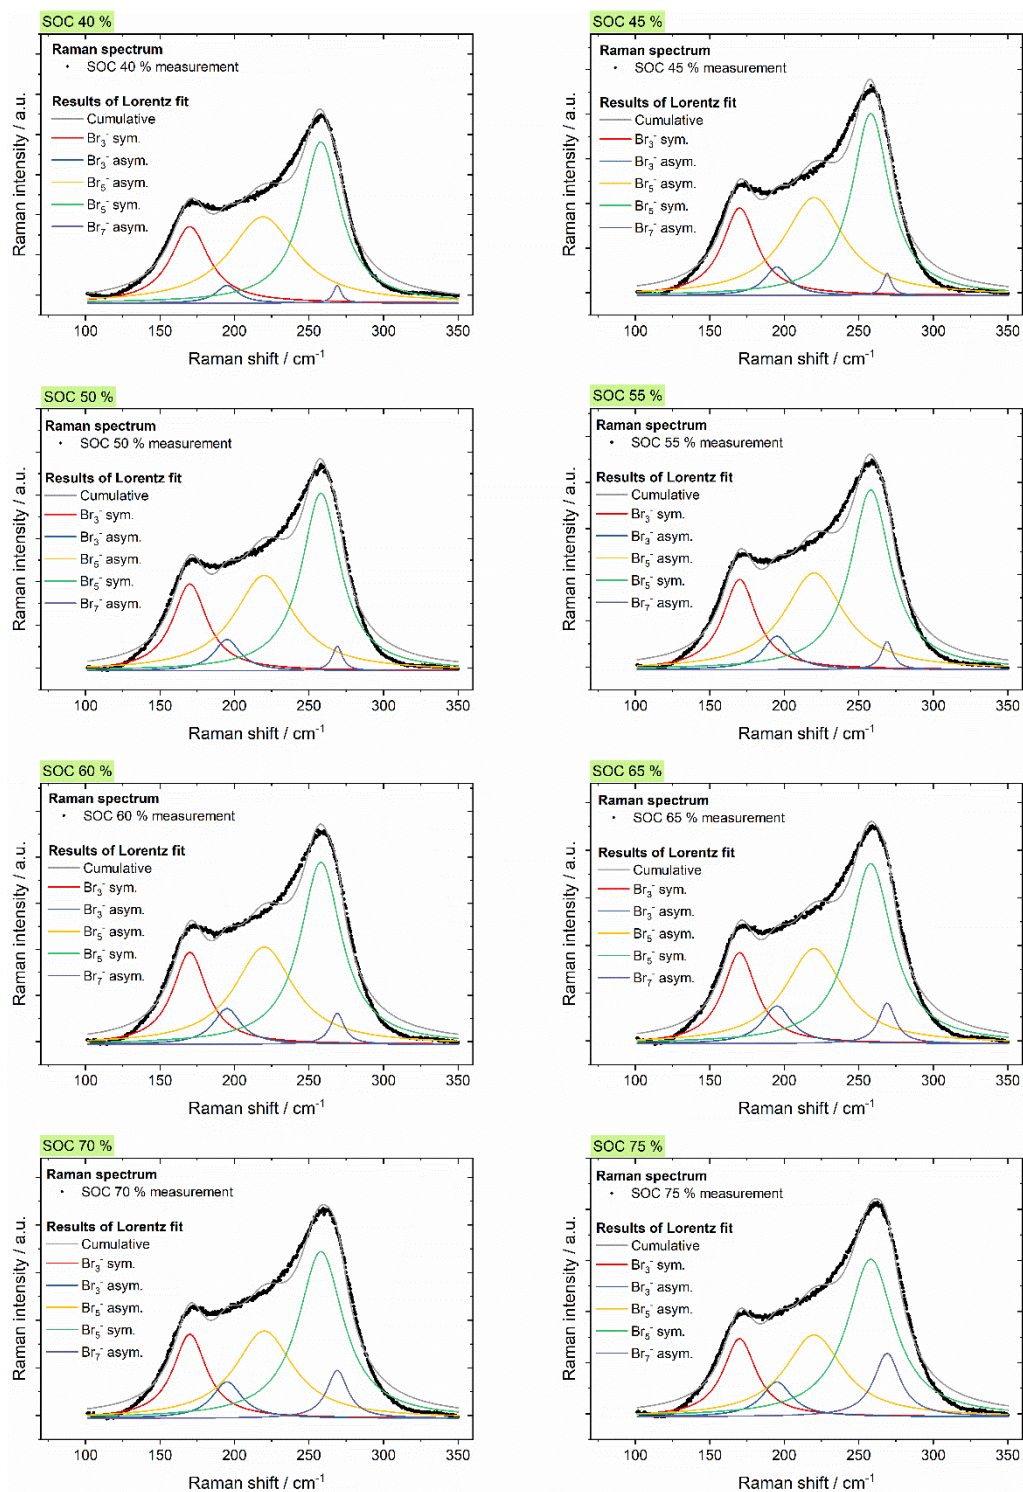 SOC 40 %
Raman spectrum
SOC 40 % measurement
Results of Lorentz fit
Cumulative
Br₃⁻ sym.
Br₃⁻ asym.
Br₅⁻ asym.
Br₅⁻ sym.
Br₇⁻ asym.
Raman intensity / a.u.
100 150 200 250 300 350
Raman shift / cm⁻¹
SOC 45 %
Raman spectrum
SOC 45 % measurement
Results of Lorentz fit
Cumulative
Br₃⁻ sym.
Br₃⁻ asym.
Br₅⁻ asym.
Br₅⁻ sym.
Br₇⁻ asym.
Raman intensity / a.u.
100 150 200 250 300 350
Raman shift / cm⁻¹
SOC 50 %
Raman spectrum
SOC 50 % measurement
Results of Lorentz fit
Cumulative
Br₃⁻ sym.
Br₃⁻ asym.
Br₅⁻ asym.
Br₅⁻ sym.
Br₇⁻ asym.
Raman intensity / a.u.
100 150 200 250 300 350
Raman shift / cm⁻¹
SOC 55 %
Raman spectrum
SOC 55 % measurement
Results of Lorentz fit
Cumulative
Br₃⁻ sym.
Br₃⁻ asym.
Br₅⁻ asym.
Br₅⁻ sym.
Br₇⁻ asym.
Raman intensity / a.u.
100 150 200 250 300 350
Raman shift / cm⁻¹
SOC 60 %
Raman spectrum
SOC 60 % measurement
Results of Lorentz fit
Cumulative
Br₃⁻ sym.
Br₃⁻ asym.
Br₅⁻ asym.
Br₅⁻ sym.
Br₇⁻ asym.
Raman intensity / a.u.
100 150 200 250 300 350
Raman shift / cm⁻¹
SOC 65 %
Raman spectrum
SOC 65 % measurement
Results of Lorentz fit
Cumulative
Br₃⁻ sym.
Br₃⁻ asym.
Br₅⁻ asym.
Br₅⁻ sym.
Br₇⁻ asym.
Raman intensity / a.u.
100 150 200 250 300 350
Raman shift / cm⁻¹
SOC 70 %
Raman spectrum
SOC 70 % measurement
Results of Lorentz fit
Cumulative
Br₃⁻ sym.
Br₃⁻ asym.
Br₅⁻ asym.
Br₅⁻ sym.
Br₇⁻ asym.
Raman intensity / a.u.
100 150 200 250 300 350
Raman shift / cm⁻¹
SOC 75 %
Raman spectrum
SOC 75 % measurement
Results of Lorentz fit
Cumulative
Br₃⁻ sym.
Br₃⁻ asym.
Br₅⁻ asym.
Br₅⁻ sym.
Br₇⁻ asym.
Raman intensity / a.u.
100 150 200 250 300 350
Raman shift / cm⁻¹